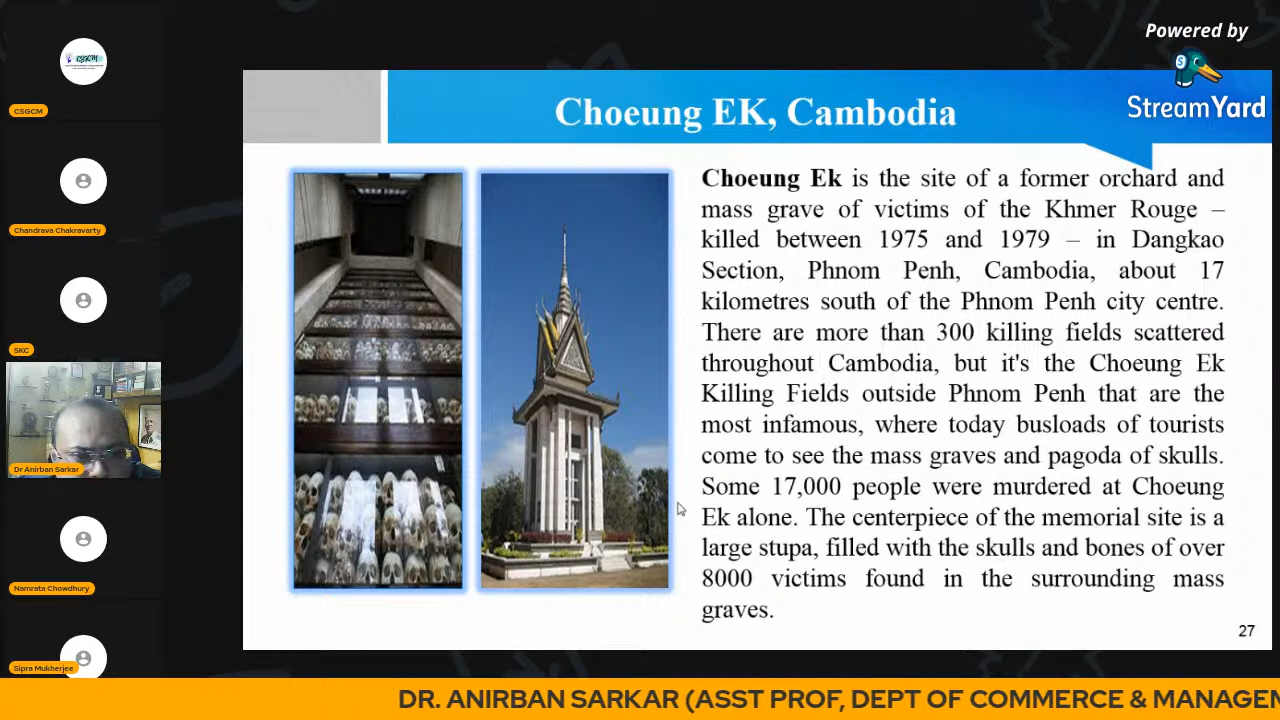 Powered by
StreamYard
CSGCM
Chandrava Chakravarty
SKC
Dr Anirban Sarkar
Namrata Chowdhury
Sipra Mukherjee
Choeung EK, Cambodia
Choeung Ek is the site of a former orchard and
mass grave of victims of the Khmer Rouge –
killed between 1975 and 1979 – in Dangkao
Section, Phnom Penh, Cambodia, about 17
kilometres south of the Phnom Penh city centre.
There are more than 300 killing fields scattered
throughout Cambodia, but it's the Choeung Ek
Killing Fields outside Phnom Penh that are the
most infamous, where today busloads of tourists
come to see the mass graves and pagoda of skulls.
Some 17,000 people were murdered at Choeung
Ek alone. The centerpiece of the memorial site is a
large stupa, filled with the skulls and bones of over
8000 victims found in the surrounding mass
graves.
27
DR. ANIRBAN SARKAR (ASST PROF, DEPT OF COMMERCE & MANAGEM